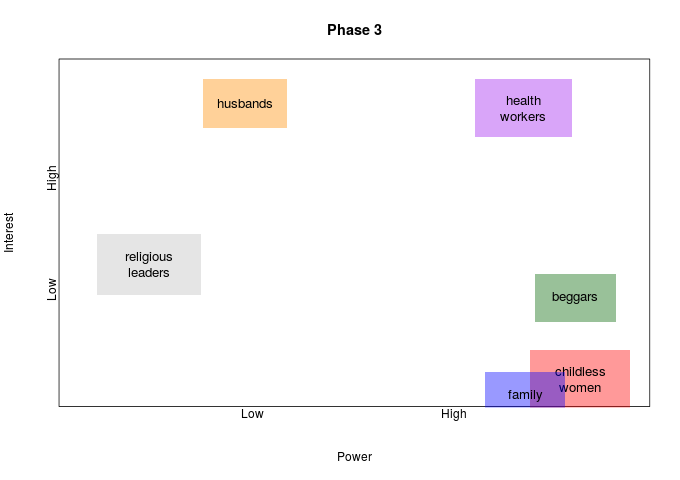 Phase 3
husbands
health
workers
High
Interest
religious
leaders
Low
beggars
childless
women
family
Low
High
Power